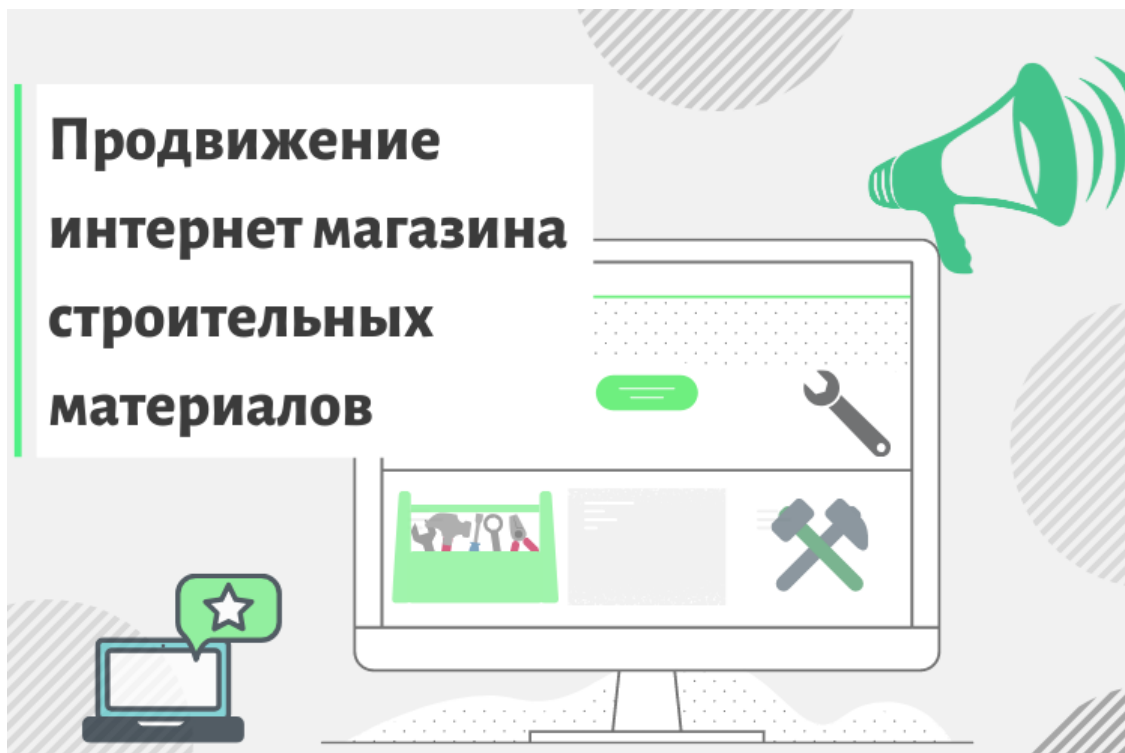 Продвижение
интернет магазина
строительных
материалов